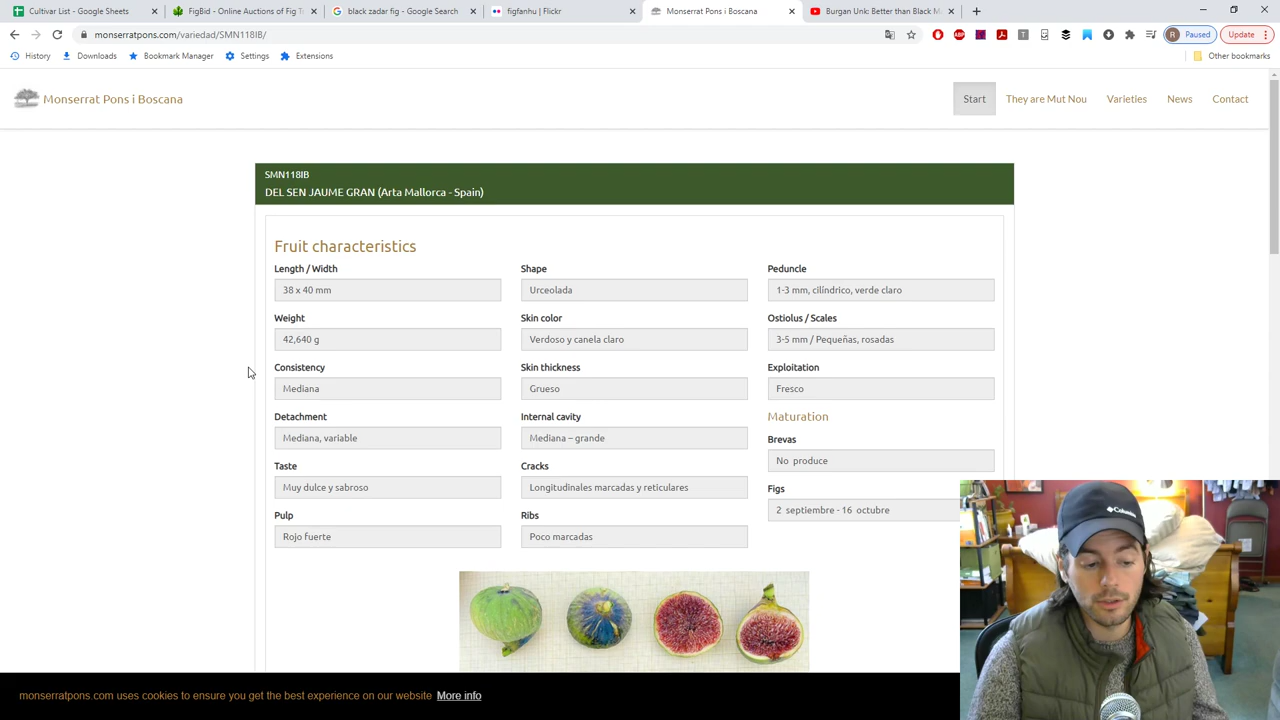 Cultivar List - Google Sheets
FigBid - Online Auctions of Fig T
black zadar fig - Google Search
figfanhu | Flickr
Monserrat Pons i Boscana
Burgan Unk: Better than Black M
monserratpons.com/variedad/SMN118IB/
Paused
Update
History
Downloads
Bookmark Manager
Settings
Extensions
Other bookmarks
Monserrat Pons i Boscana
Start
They are Mut Nou
Varieties
News
Contact
SMN118IB
DEL SEN JAUME GRAN (Arta Mallorca - Spain)
Fruit characteristics
Length / Width
38 x 40 mm
Weight
42,640 g
Consistency
Mediana
Detachment
Mediana, variable
Taste
Muy dulce y sabroso
Pulp
Rojo fuerte
Shape
Urceolada
Skin color
Verdoso y canela claro
Skin thickness
Grueso
Internal cavity
Mediana – grande
Cracks
Longitudinales marcadas y reticulares
Ribs
Poco marcadas
Peduncle
1-3 mm, cilíndrico, verde claro
Ostiolus / Scales
3-5 mm / Pequeñas, rosadas
Exploitation
Fresco
Maturation
Brevas
No produce
Figs
2 septiembre - 16 octubre
Columbia
monserratpons.com uses cookies to ensure you get the best experience on our website More info